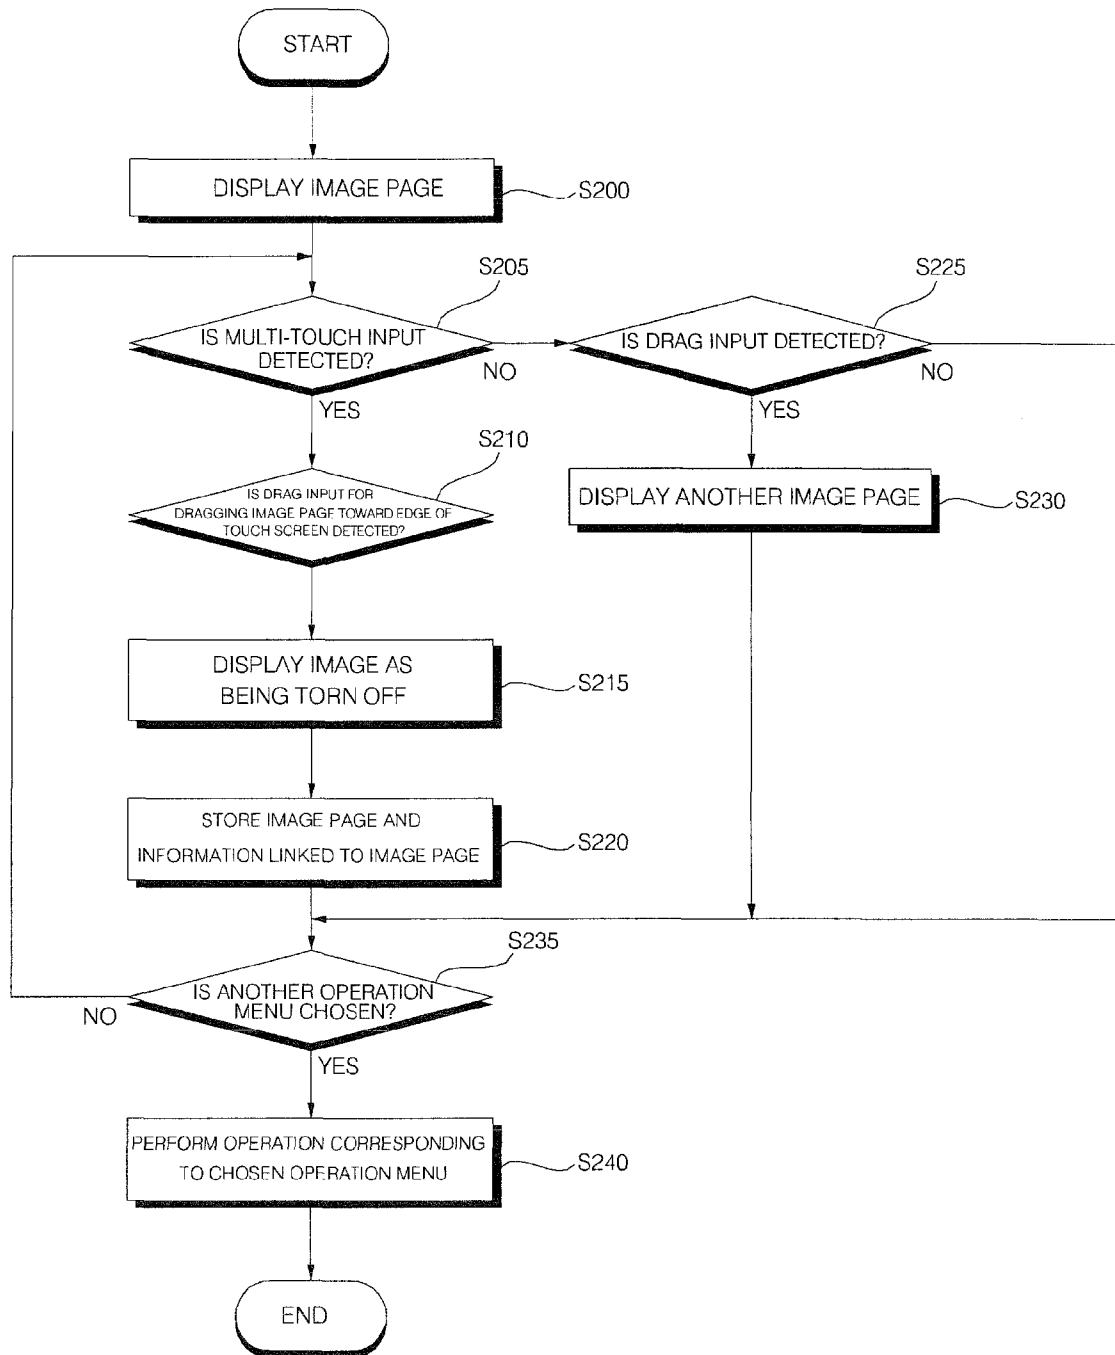 START
DISPLAY IMAGE PAGE
S200
S205
S225
IS MULTI-TOUCH INPUT
DETECTED?
NO
YES
IS DRAG INPUT DETECTED?
NO
YES
S210
IS DRAG INPUT FOR
DRAGGING IMAGE PAGE TOWARD EDGE OF
TOUCH SCREEN DETECTED?
DISPLAY ANOTHER IMAGE PAGE
S230
DISPLAY IMAGE AS
BEING TORN OFF
S215
STORE IMAGE PAGE AND
INFORMATION LINKED TO IMAGE PAGE
S220
S235
IS ANOTHER OPERATION
MENU CHOSEN?
NO
YES
PERFORM OPERATION CORRESPONDING
TO CHOSEN OPERATION MENU
S240
END